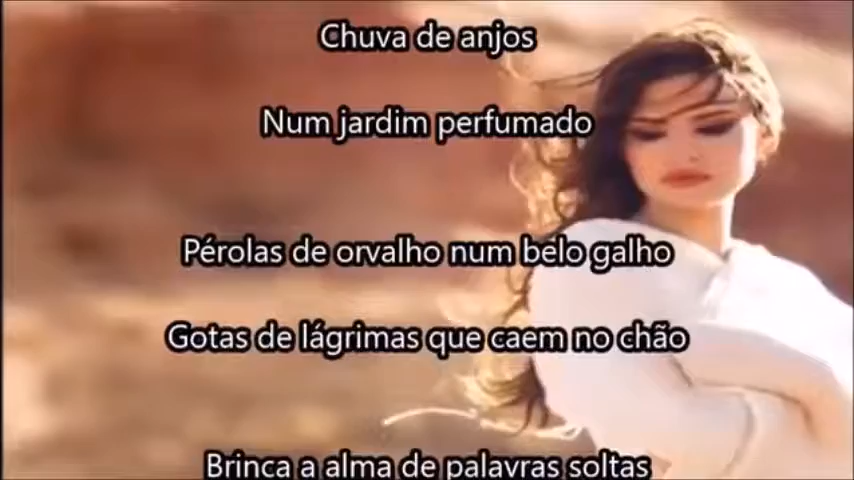 Chuva de anjos
Num jardim perfumado
Pérolas de orvalho num belo galho
Gotas de lágrimas que caem no chão
Brinca a alma de palavras soltas